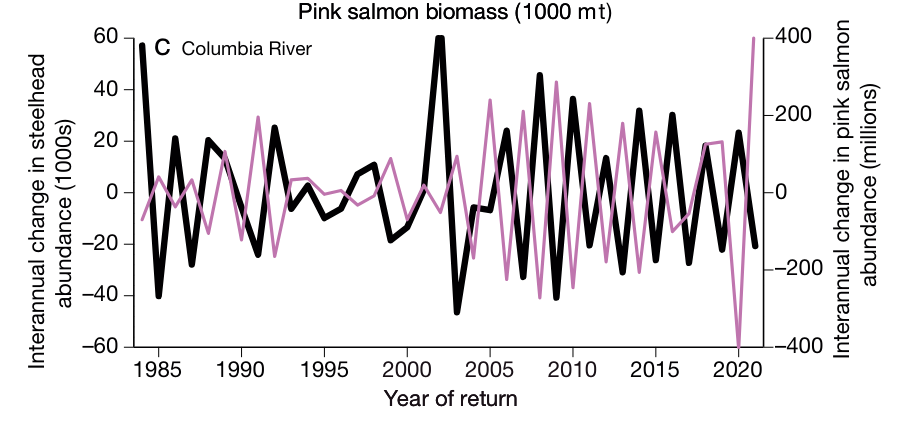 Pink salmon biomass (1000 mt)
C Columbia River
Interannual change in steelhead
abundance (1000s)
60
40
20
0
−20
−40
−60
400
200
0
−200
−400
Interannual change in pink salmon
abundance (millions)
1985 1990 1995 2000 2005 2010 2015 2020
Year of return